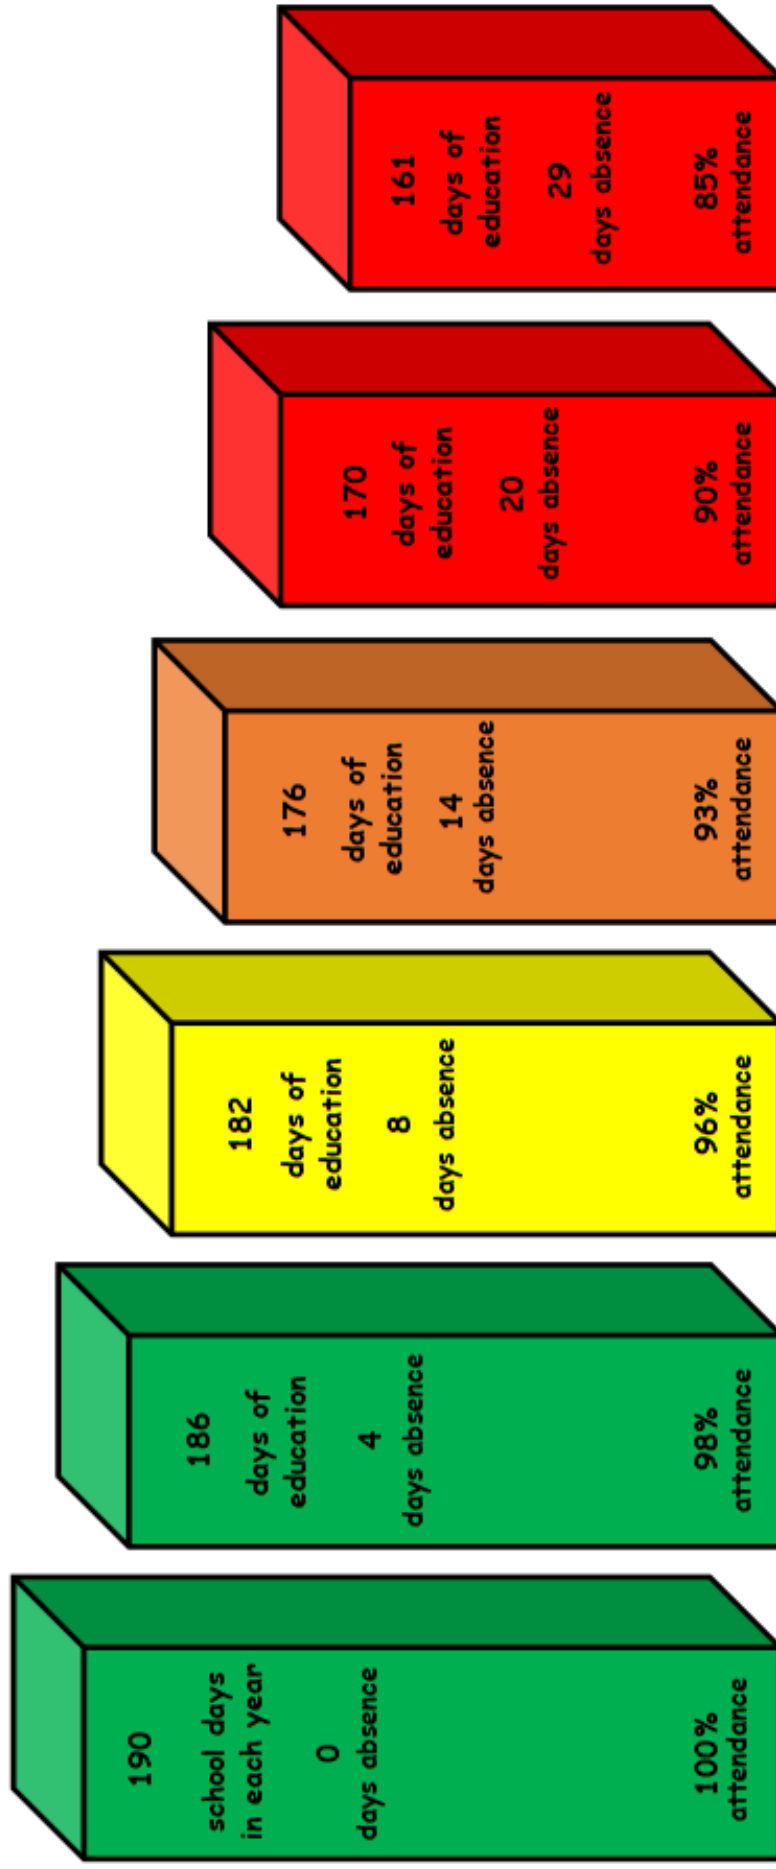 190
school days
in each year
0
days absence
100%
attendance
186
days of
education
4
days absence
98%
attendance
182
days of
education
8
days absence
96%
attendance
176
days of
education
14
days absence
93%
attendance
170
days of
education
20
days absence
90%
attendance
161
days of
education
29
days absence
85%
attendance